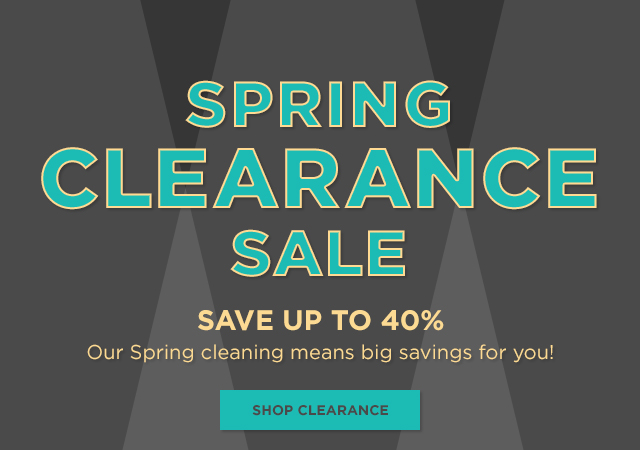 SPRING
CLEARANCE
SALE
SAVE UP TO 40%
Our Spring cleaning means big savings for you!
SHOP CLEARANCE